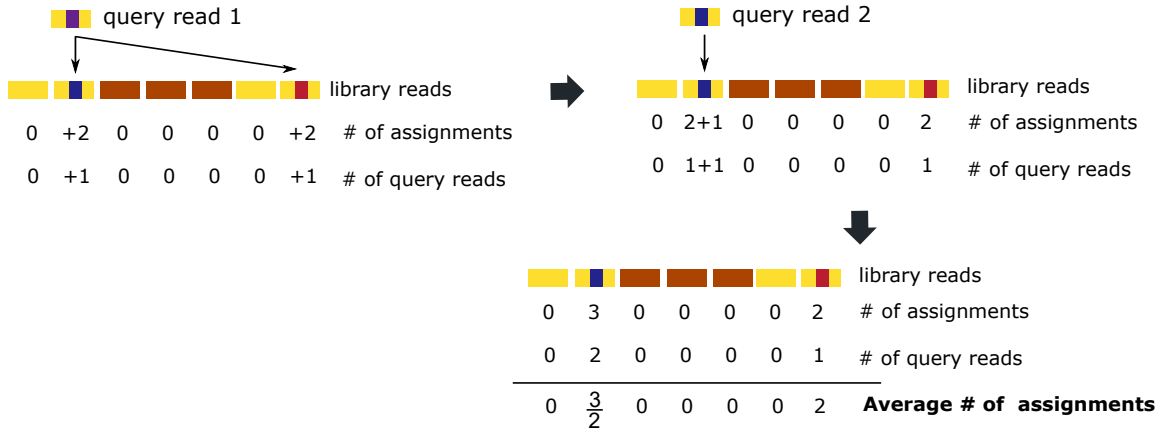 query read 1
library reads
0 +2 0 0 0 0 +2 # of assignments
0 +1 0 0 0 0 +1 # of query reads
query read 2
library reads
0 2+1 0 0 0 0 2 # of assignments
0 1+1 0 0 0 0 1 # of query reads
library reads
0 3 0 0 0 0 2 # of assignments
0 2 0 0 0 0 1 # of query reads
0 3/2 0 0 0 0 2 Average # of assignments